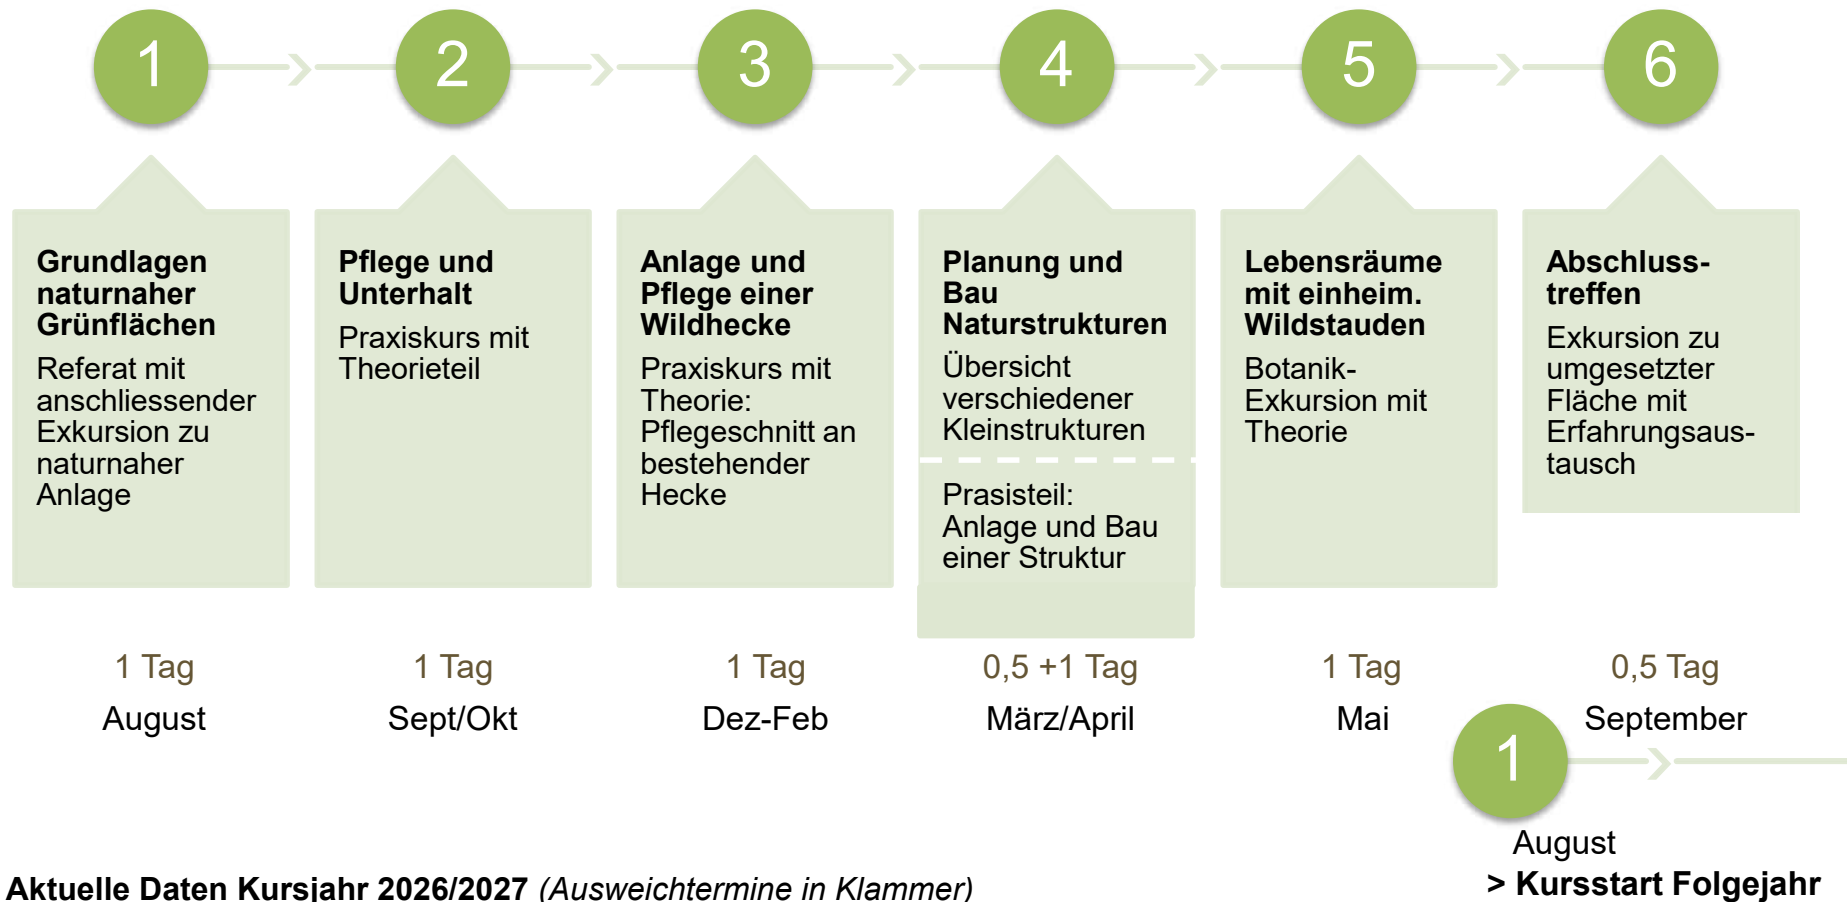 1
2
3
4
5
6
Grundlagen
naturnaher
Grünflächen
Referat mit
anschliessender
Exkursion zu
naturnaher
Anlage
Pflege und
Unterhalt
Praxiskurs mit
Theorieteil
Anlage und
Pflege einer
Wildhecke
Praxiskurs mit
Theorie:
Pflegeschnitt an
bestehender
Hecke
Planung und
Bau
Naturstrukturen
Übersicht
verschiedener
Kleinstrukturen
Prasisteil:
Anlage und Bau
einer Struktur
Lebensräume
mit einheim.
Wildstauden
Botanik-
Exkursion mit
Theorie
Abschluss-
treffen
Exkursion zu
umgesetzter
Fläche mit
Erfahrungsaus-
tausch
1 Tag
1 Tag
1 Tag
0,5 +1 Tag
1 Tag
0,5 Tag
August
Sept/Okt
Dez-Feb
März/April
Mai
September
1
August
> Kursstart Folgejahr
Aktuelle Daten Kursjahr 2026/2027 (Ausweichtermine in Klammer)